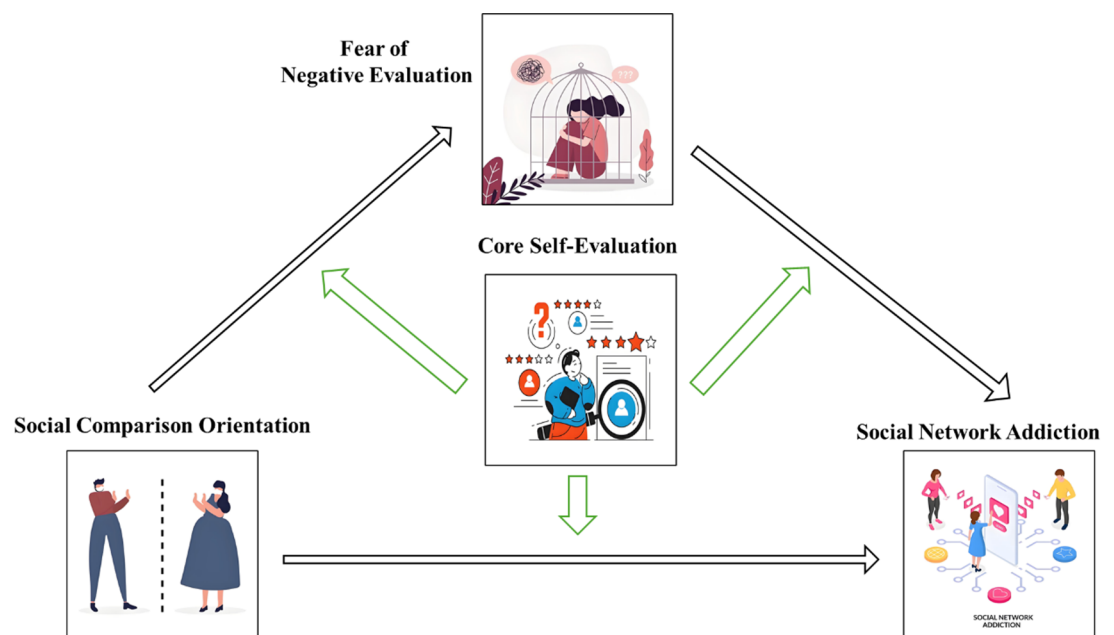 Fear of
Negative Evaluation
???
Core Self-Evaluation
?
Social Comparison Orientation
Social Network Addiction
SOCIAL NETWORK
ADDICTION